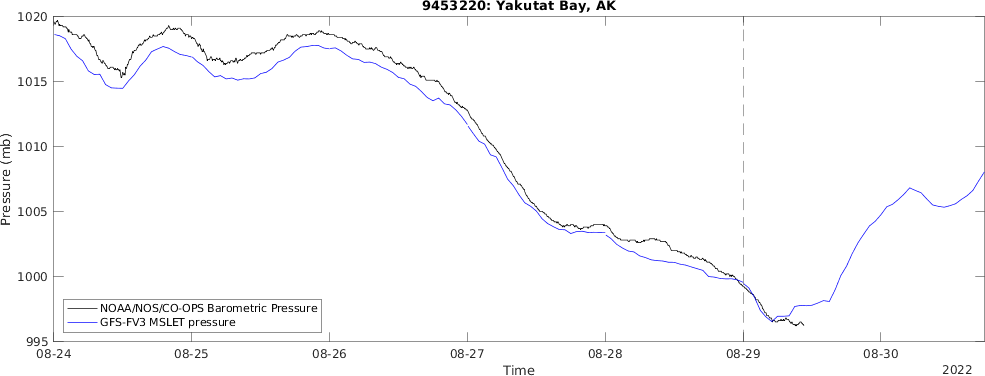 9453220: Yakutat Bay, AK
1020
1015
1010
1005
1000
995
Pressure (mb)
NOAA/NOS/CO-OPS Barometric Pressure
GFS-FV3 MSLET pressure
08-24 08-25 08-26 08-27 08-28 08-29 08-30
Time
2022